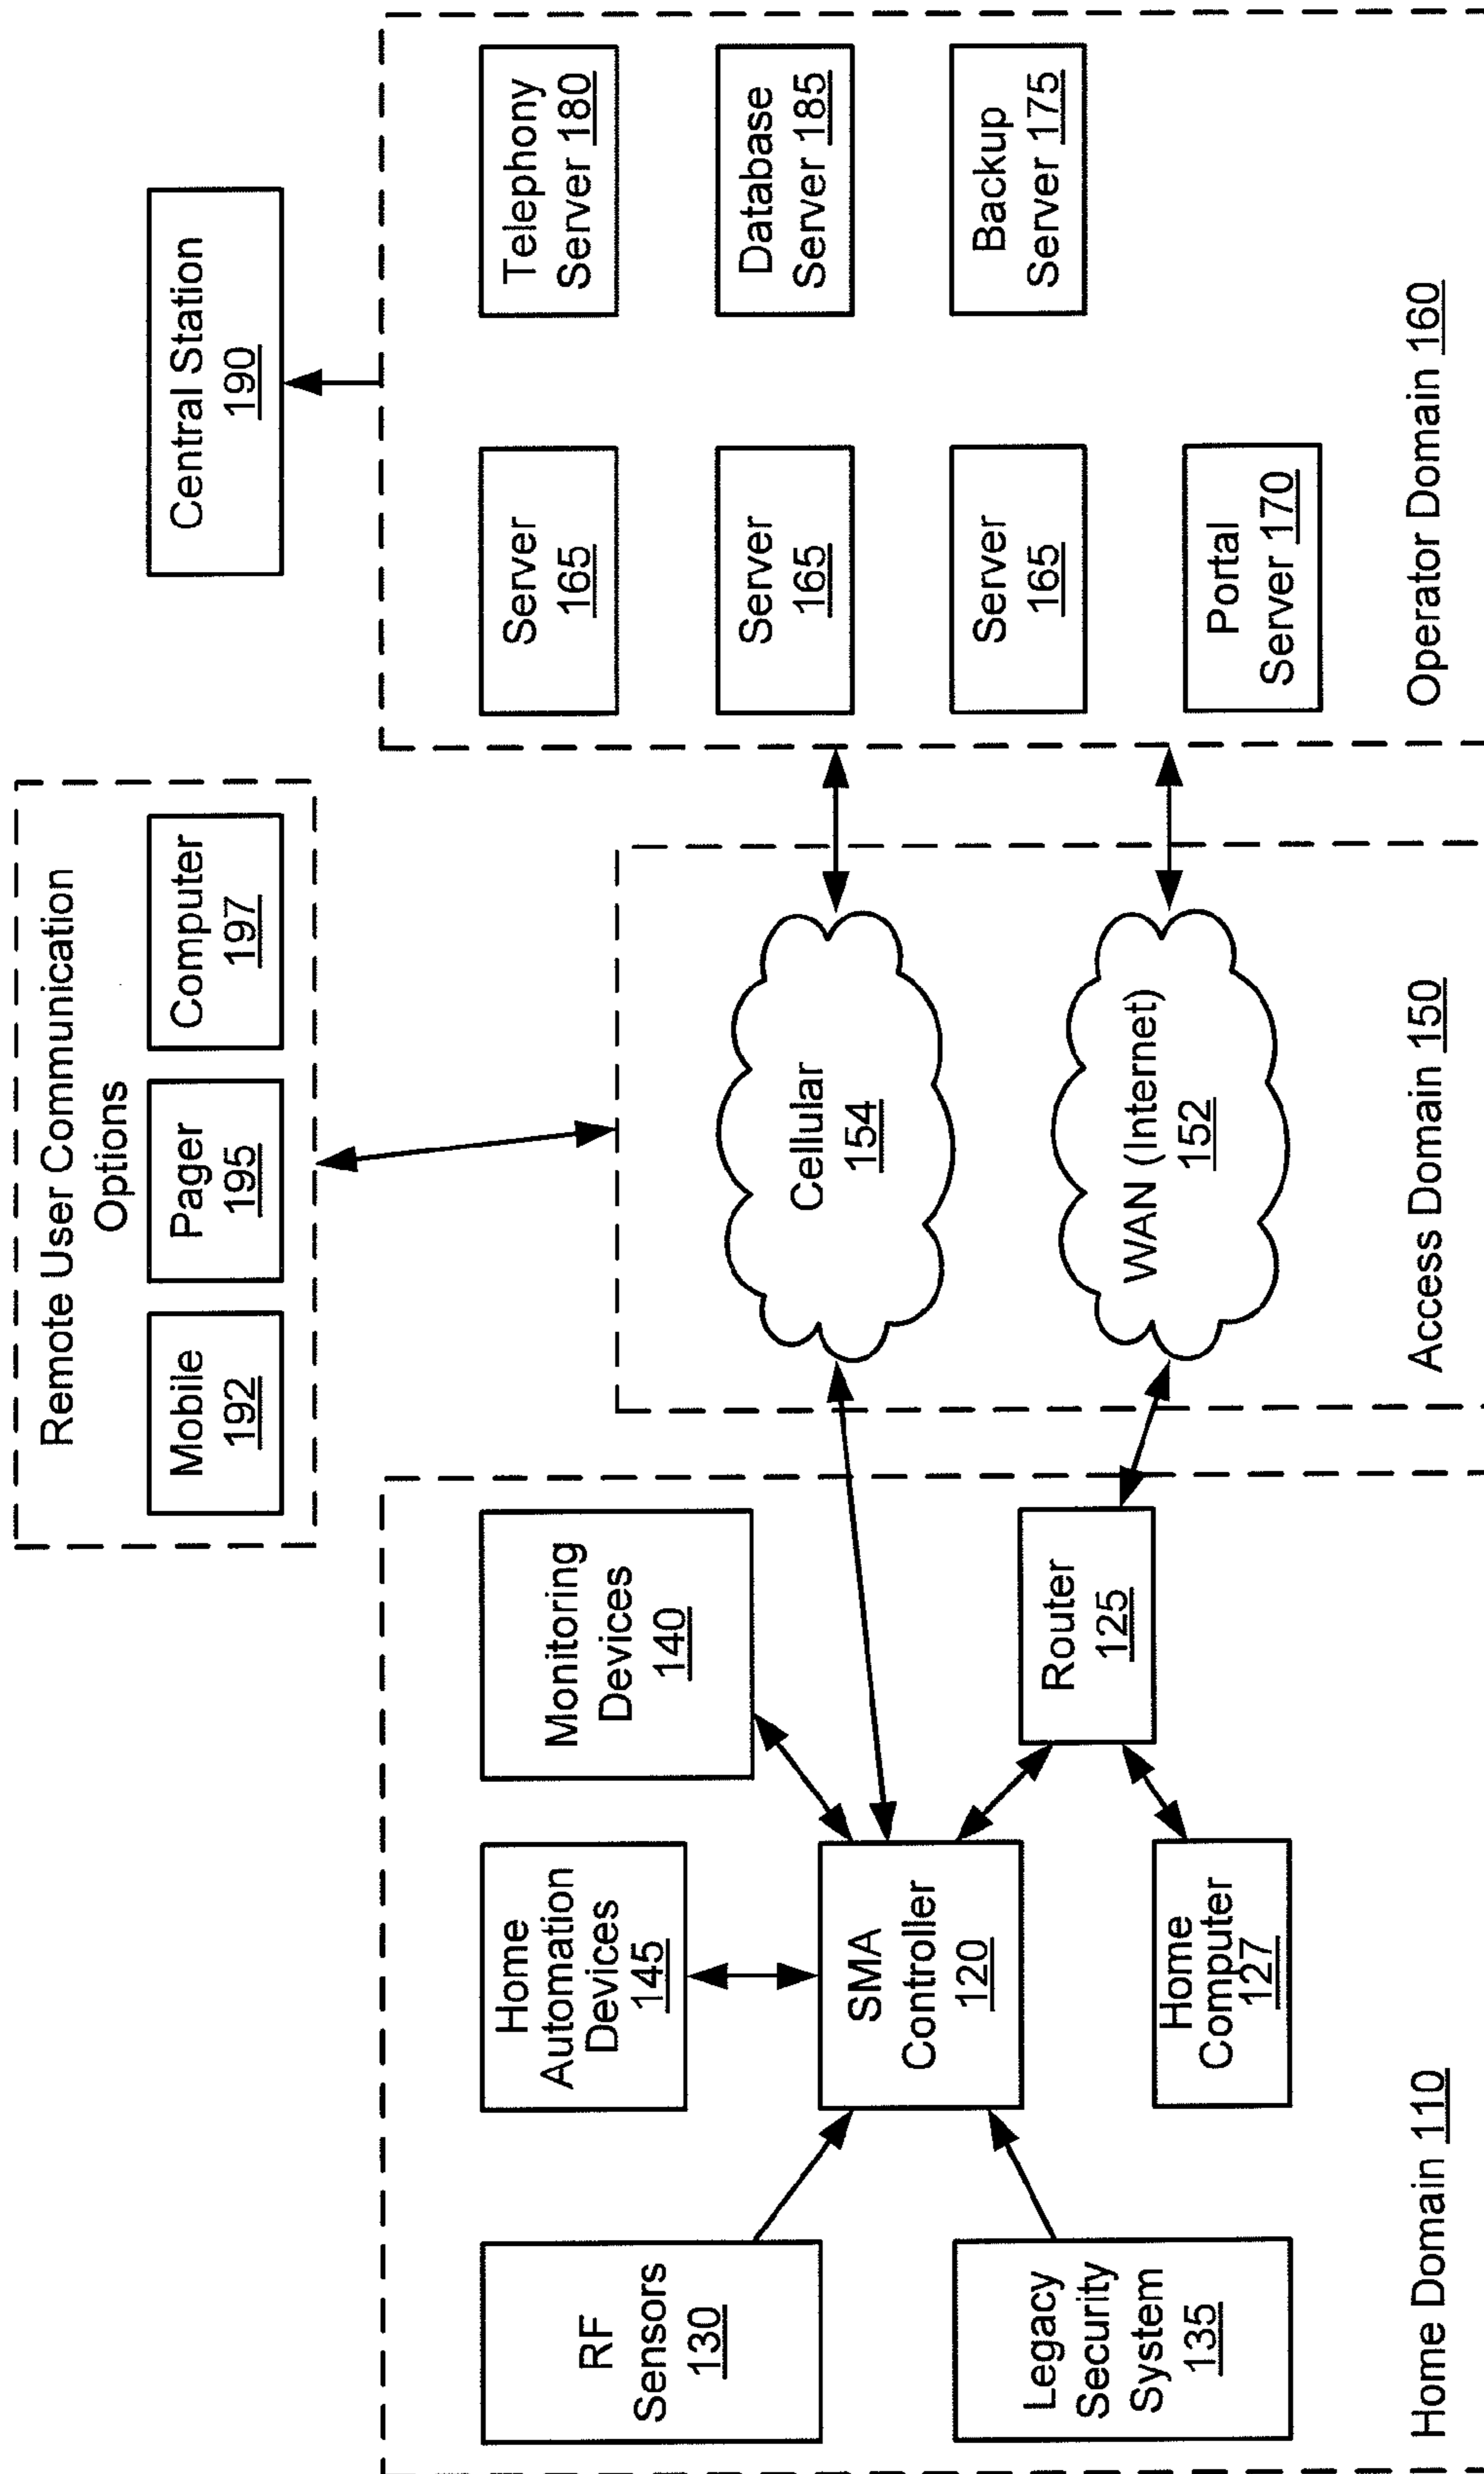 Remote User Communication
Options
Mobile
192
Pager
195
Computer
197
Central Station
190
RF
Sensors
130
Legacy
Security
System
135
Home
Automation
Devices
145
SMA
Controller
120
Home
Computer
127
Monitoring
Devices
140
Router
125
Home Domain 110
Cellular
154
WAN (Internet)
152
Access Domain 150
Server
165
Server
165
Server
165
Portal
Server 170
Telephony
Server 180
Database
Server 185
Backup
Server 175
Operator Domain 160